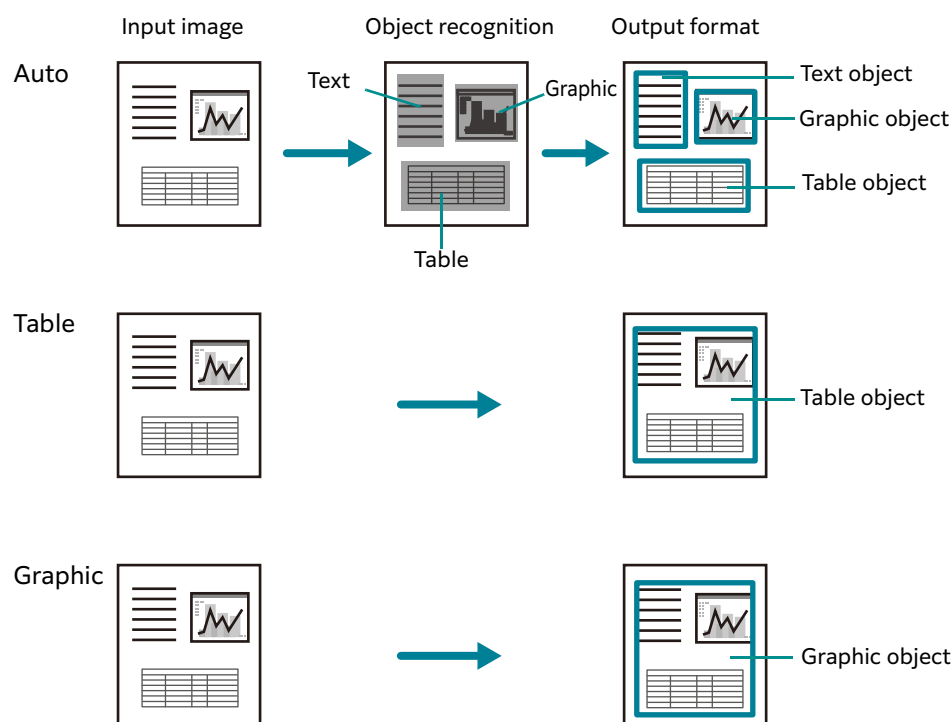 Input image
Object recognition
Output format
Auto
Text
Graphic
Text object
Graphic object
Table object
Table
Table
Table object
Graphic
Graphic object